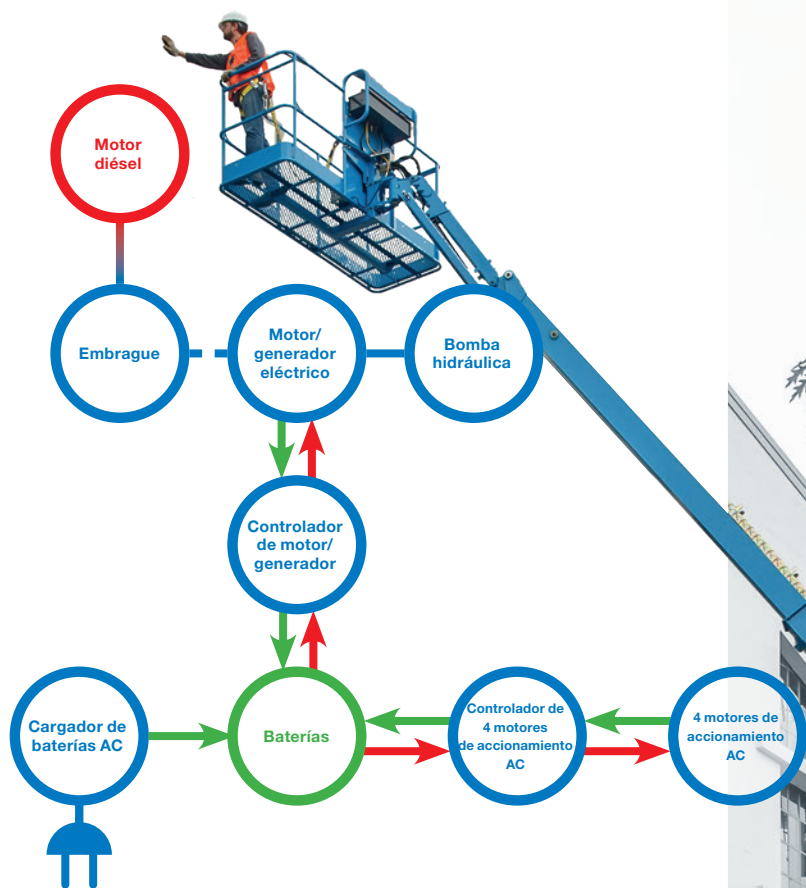 Motor
diésel
Embrague
Motor/
generador
eléctrico
Bomba
hidráulica
Controlador
de motor/
generador
Cargador de
baterías AC
Baterías
Controlador de
4 motores
de accionamiento
AC
4 motores de
accionamiento
AC